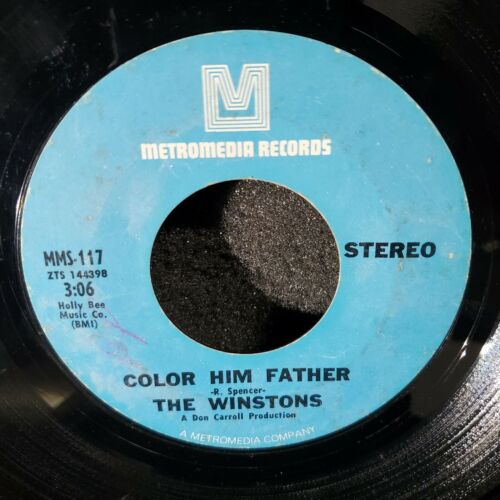 M
METROMEDIA RECORDS
MMS-117
ZTS 144398
3:06
Holly Bee
Music Co.
(BMI)
STEREO
COLOR HIM FATHER
-R. Spencer-
THE WINSTONS
A Don Carroll Production
A METROMEDIA COMPANY